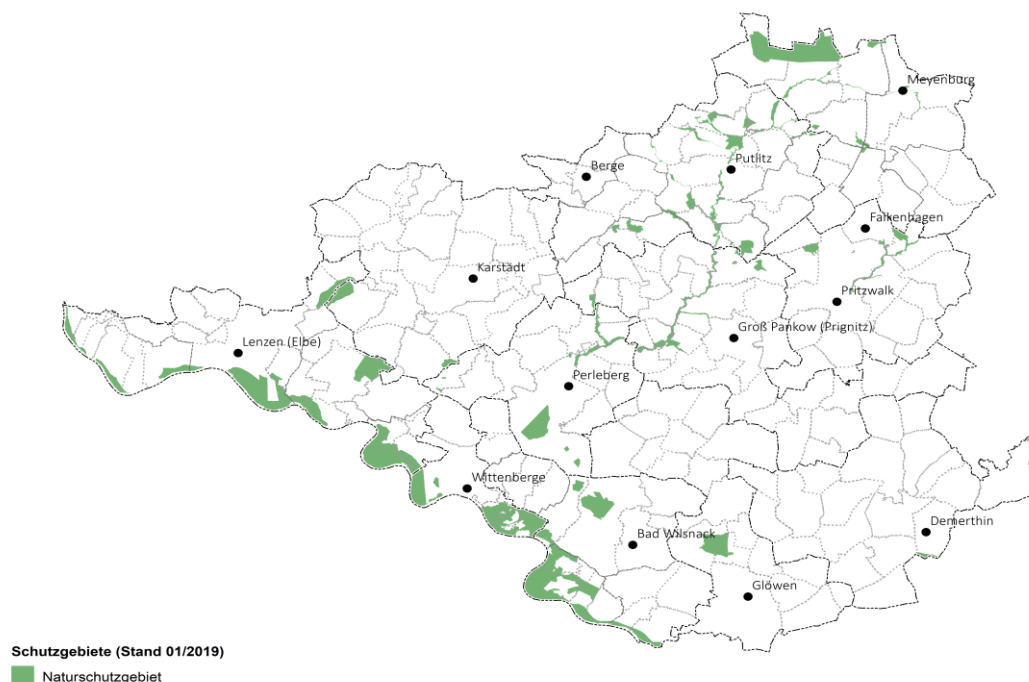 Meyenburg
Putlitz
Berge
Falkenhagen
Karstädt
Pritzwalk
Groß Pankow (Prignitz)
Lenzen (Elbe)
Perleberg
Wittenberge
Demerthin
Bad Wilsnack
Glöwen
Schutzgebiete (Stand 01/2019)
Naturschutzgebiet